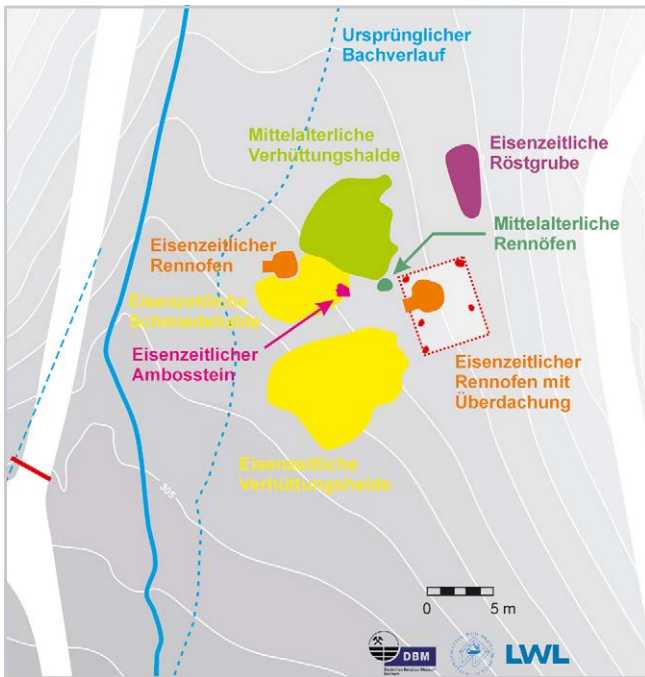 Ursprünglicher
Bachverlauf
Mittelalterliche
Verhüttungshalde
Eisenzeitliche
Röstgrube
Mittelalterliche
Rennöfen
Eisenzeitlicher
Rennofen
Eisenzeitliche
Schmiedehalde
Eisenzeitlicher
Ambosstein
Eisenzeitlicher
Rennofen mit
Überdachung
Eisenzeitliche
Verhüttungshalde
305
0 5 m
DBM
LWL